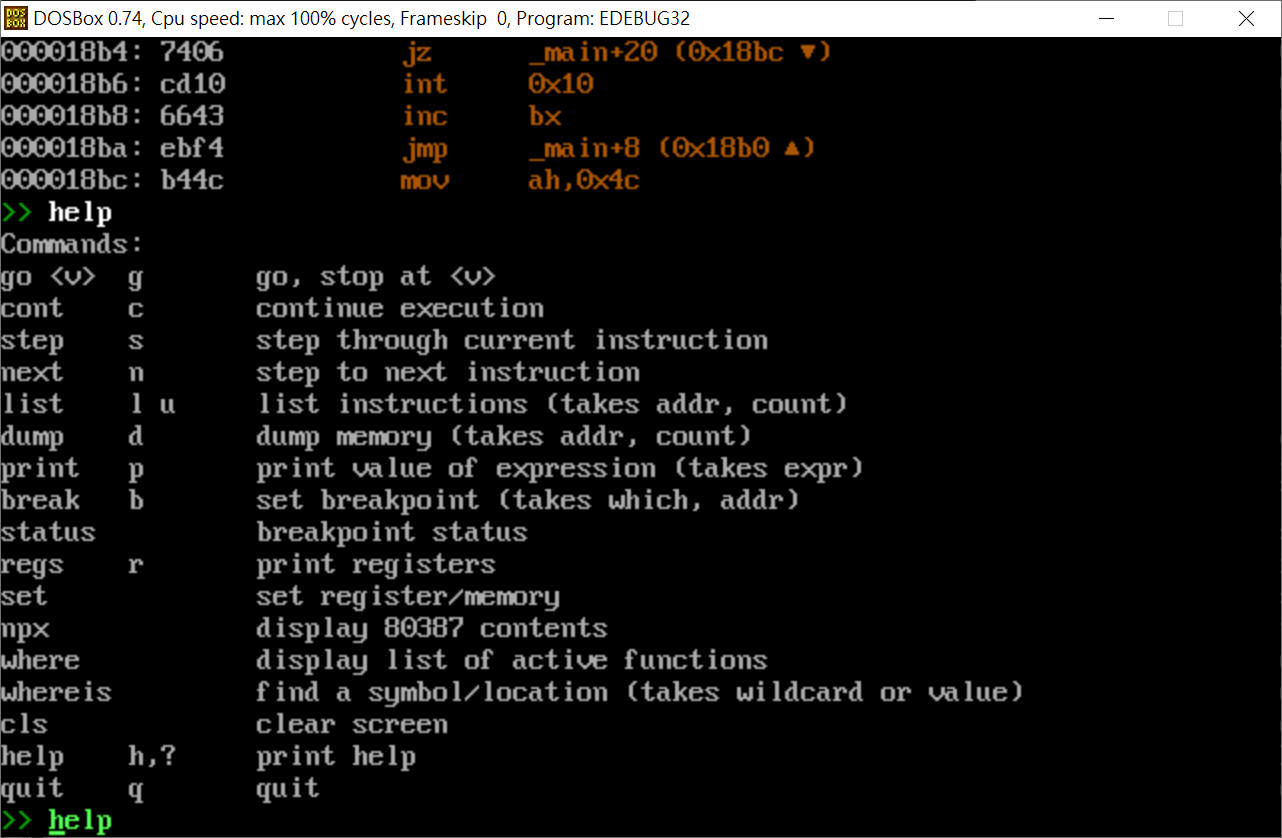 DOSBox 0.74, Cpu speed: max 100% cycles, Frameskip  0, Program: EDEBUG32
000018b4: 7406 jz _main+20 (0x18bc ▼)
000018b6: cd10 int 0x10
000018b8: 6643 inc bx
000018ba: ebf4 jmp _main+8 (0x18b0 ▲)
000018bc: b44c mov ah,0x4c
>> help
Commands:
go <v> g go, stop at <v>
cont c continue execution
step s step through current instruction
next n step to next instruction
list l u list instructions (takes addr, count)
dump d dump memory (takes addr, count)
print p print value of expression (takes expr)
break b set breakpoint (takes which, addr)
status breakpoint status
regs r print registers
set set register/memory
npx display 80387 contents
where display list of active functions
whereis find a symbol/location (takes wildcard or value)
cls clear screen
help h,? print help
quit q quit
>> help